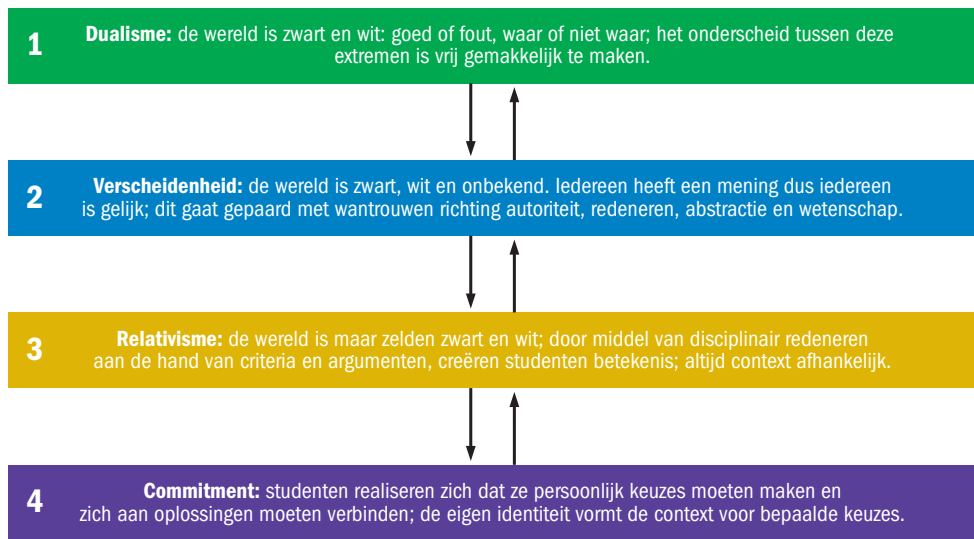 1
Dualisme: de wereld is zwart en wit: goed of fout, waar of niet waar; het onderscheid tussen deze
extremen is vrij gemakkelijk te maken.
2
Verscheidenheid: de wereld is zwart, wit en onbekend. Iedereen heeft een mening dus iedereen
is gelijk; dit gaat gepaard met wantrouwen richting autoriteit, redeneren, abstractie en wetenschap.
3
Relativisme: de wereld is maar zelden zwart en wit; door middel van disciplinair redeneren
aan de hand van criteria en argumenten, creëren studenten betekenis; altijd context afhankelijk.
4
Commitment: studenten realiseren zich dat ze persoonlijk keuzes moeten maken en
zich aan oplossingen moeten verbinden; de eigen identiteit vormt de context voor bepaalde keuzes.